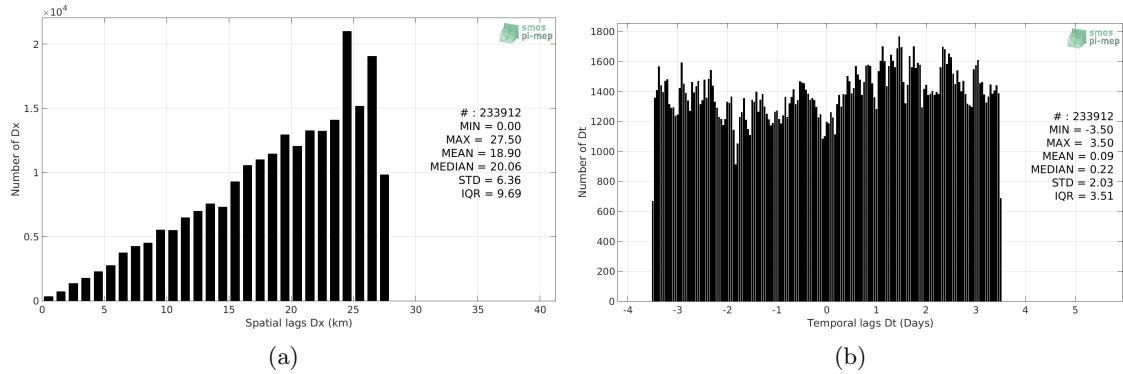 ×10⁴
smos
pi-mep
2
1.5
1
0.5
0
Number of Dx
# : 233912
MIN = 0.00
MAX = 27.50
MEAN = 18.90
MEDIAN = 20.06
STD = 6.36
IQR = 9.69
0 5 10 15 20 25 30 35 40
Spatial lags Dx (km)
(a)
smos
pi-mep
1800
1600
1400
1200
1000
800
600
400
200
0
Number of Dt
# : 233912
MIN = -3.50
MAX = 3.50
MEAN = 0.09
MEDIAN = 0.22
STD = 2.03
IQR = 3.51
-4 -3 -2 -1 0 1 2 3 4 5
Temporal lags Dt (Days)
(b)